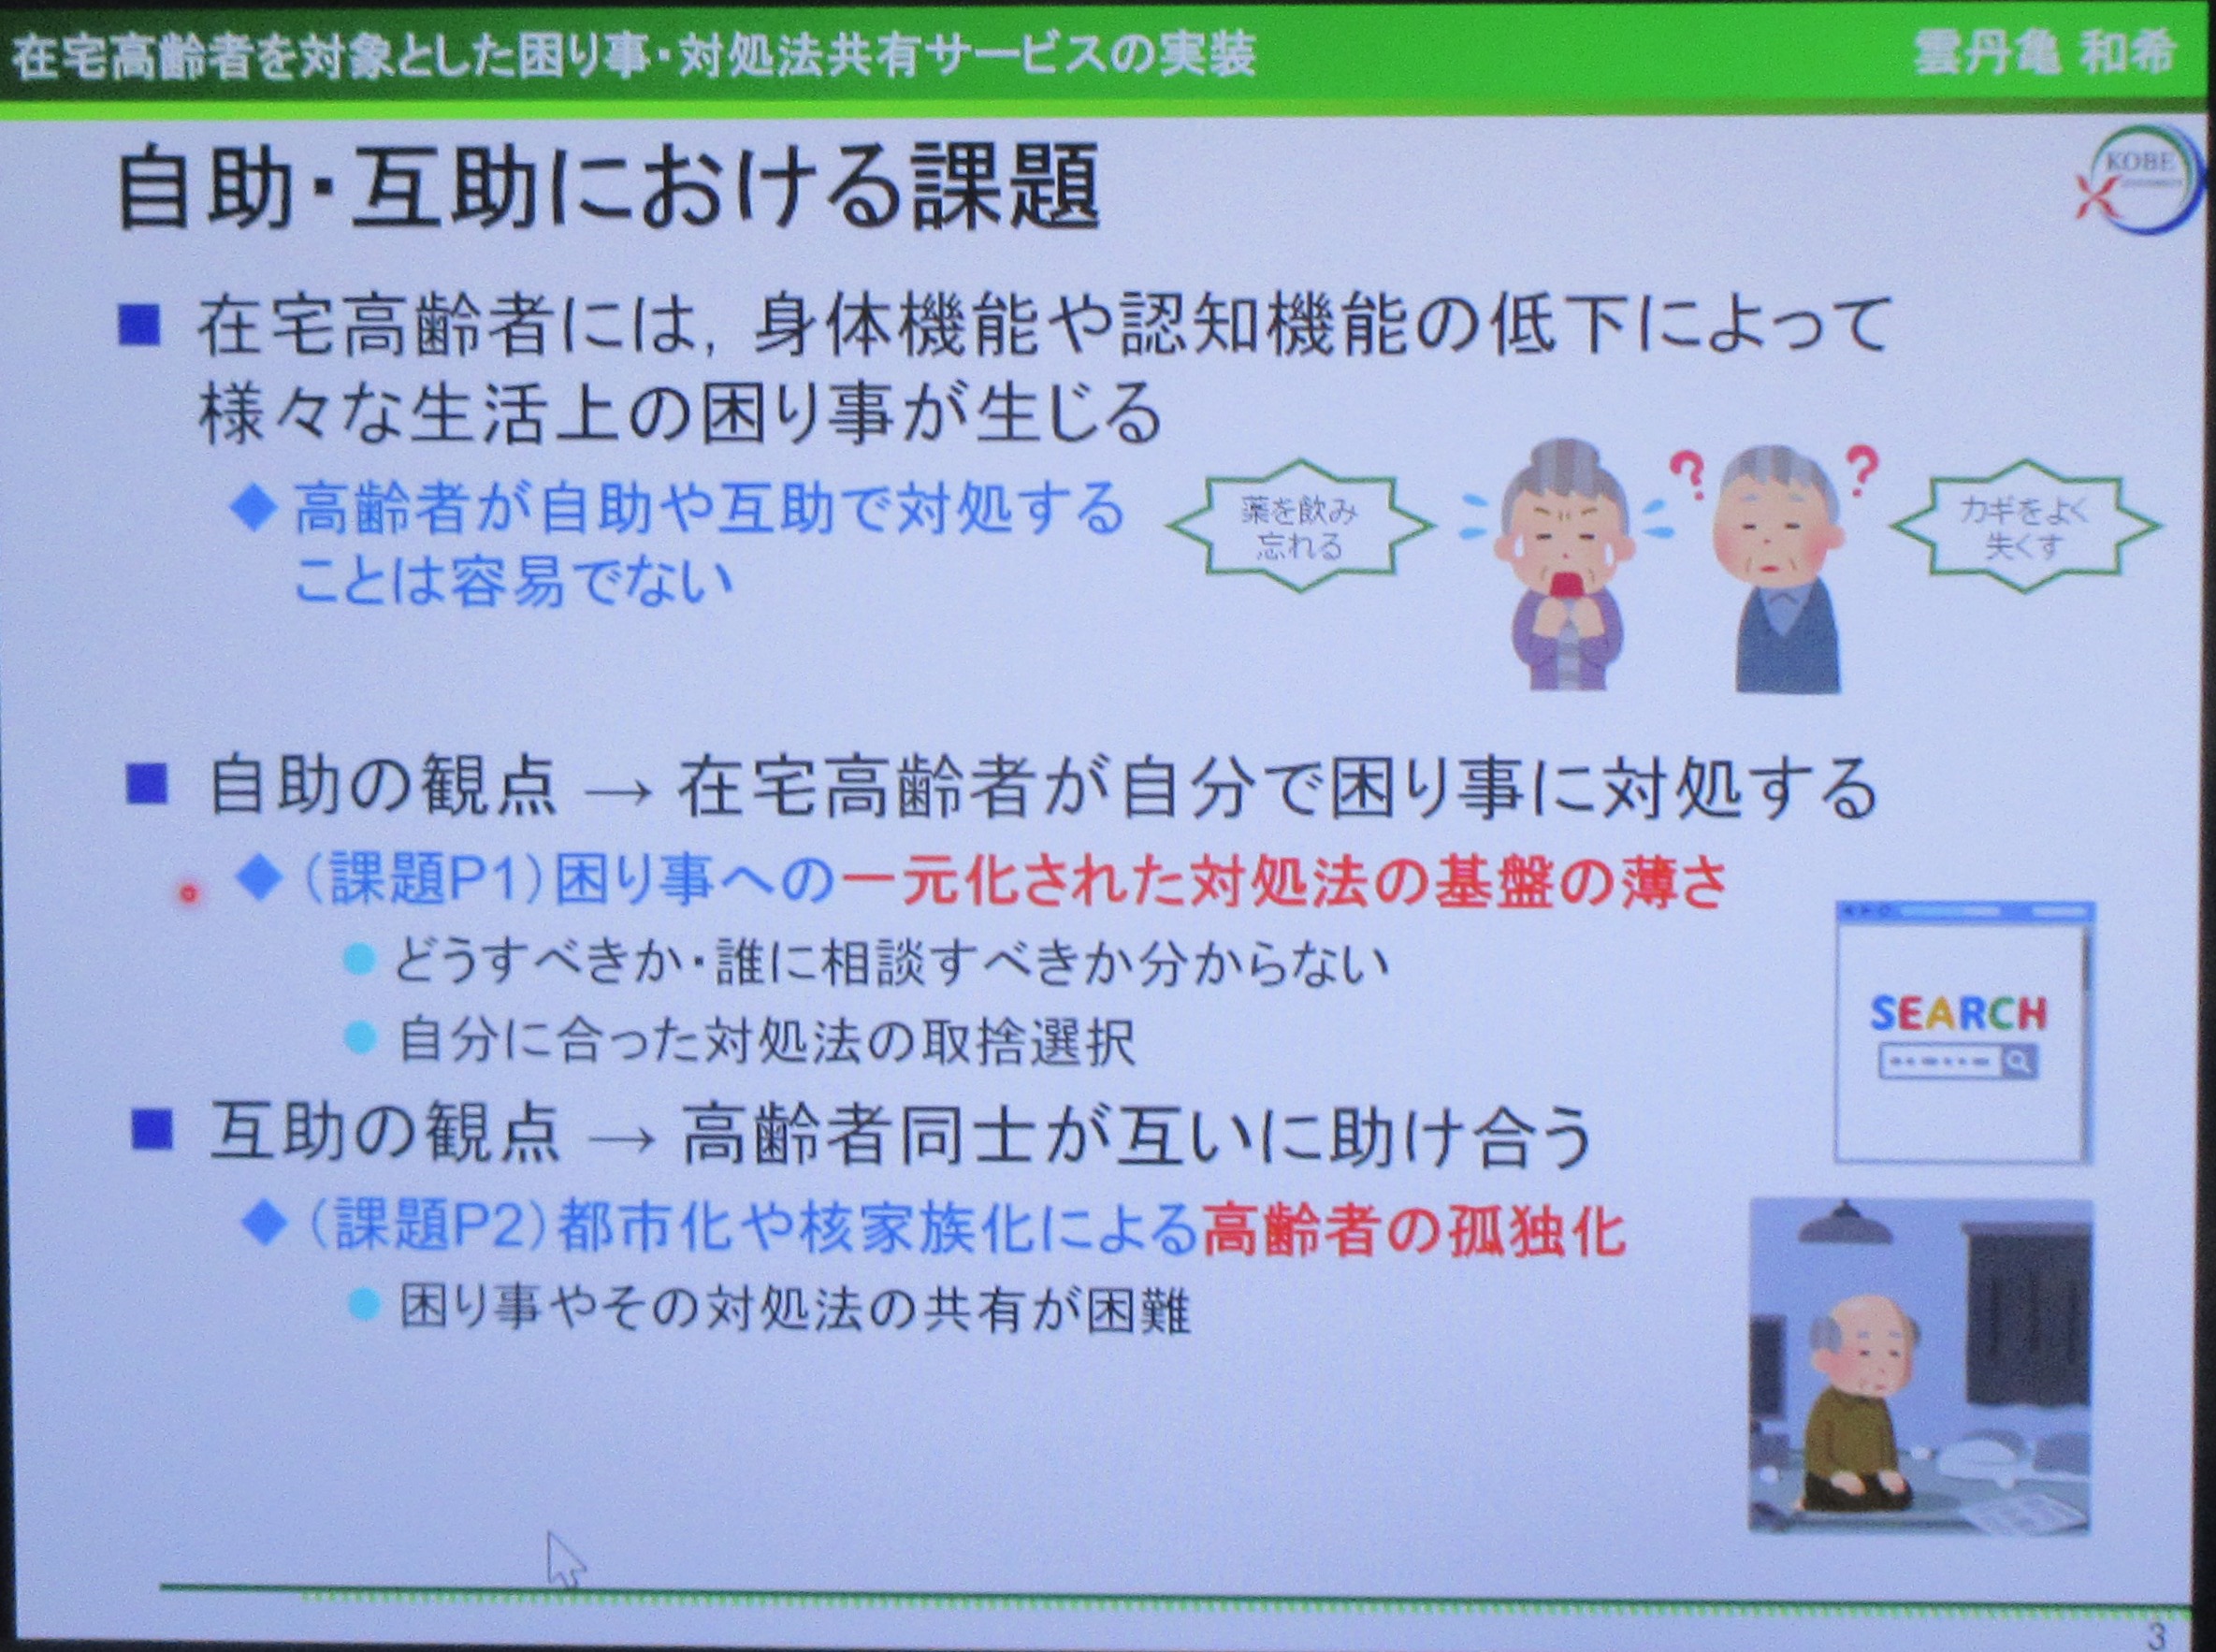 在宅高齢者を対象とした困り事・対処法共有サービスの実装
雲丹亀 和希
自助・互助における課題
KOBE
在宅高齢者には，身体機能や認知機能の低下によって
様々な生活上の困り事が生じる
高齢者が自助や互助で対処する
ことは容易でない
薬を飲み
忘れる
? ?
カギをよく
失くす
自助の観点 → 在宅高齢者が自分で困り事に対処する
（課題P1）困り事への一元化された対処法の基盤の薄さ
どうすべきか・誰に相談すべきか分からない
自分に合った対処法の取捨選択
SEARCH
互助の観点 → 高齢者同士が互いに助け合う
（課題P2）都市化や核家族化による高齢者の孤独化
困り事やその対処法の共有が困難
3